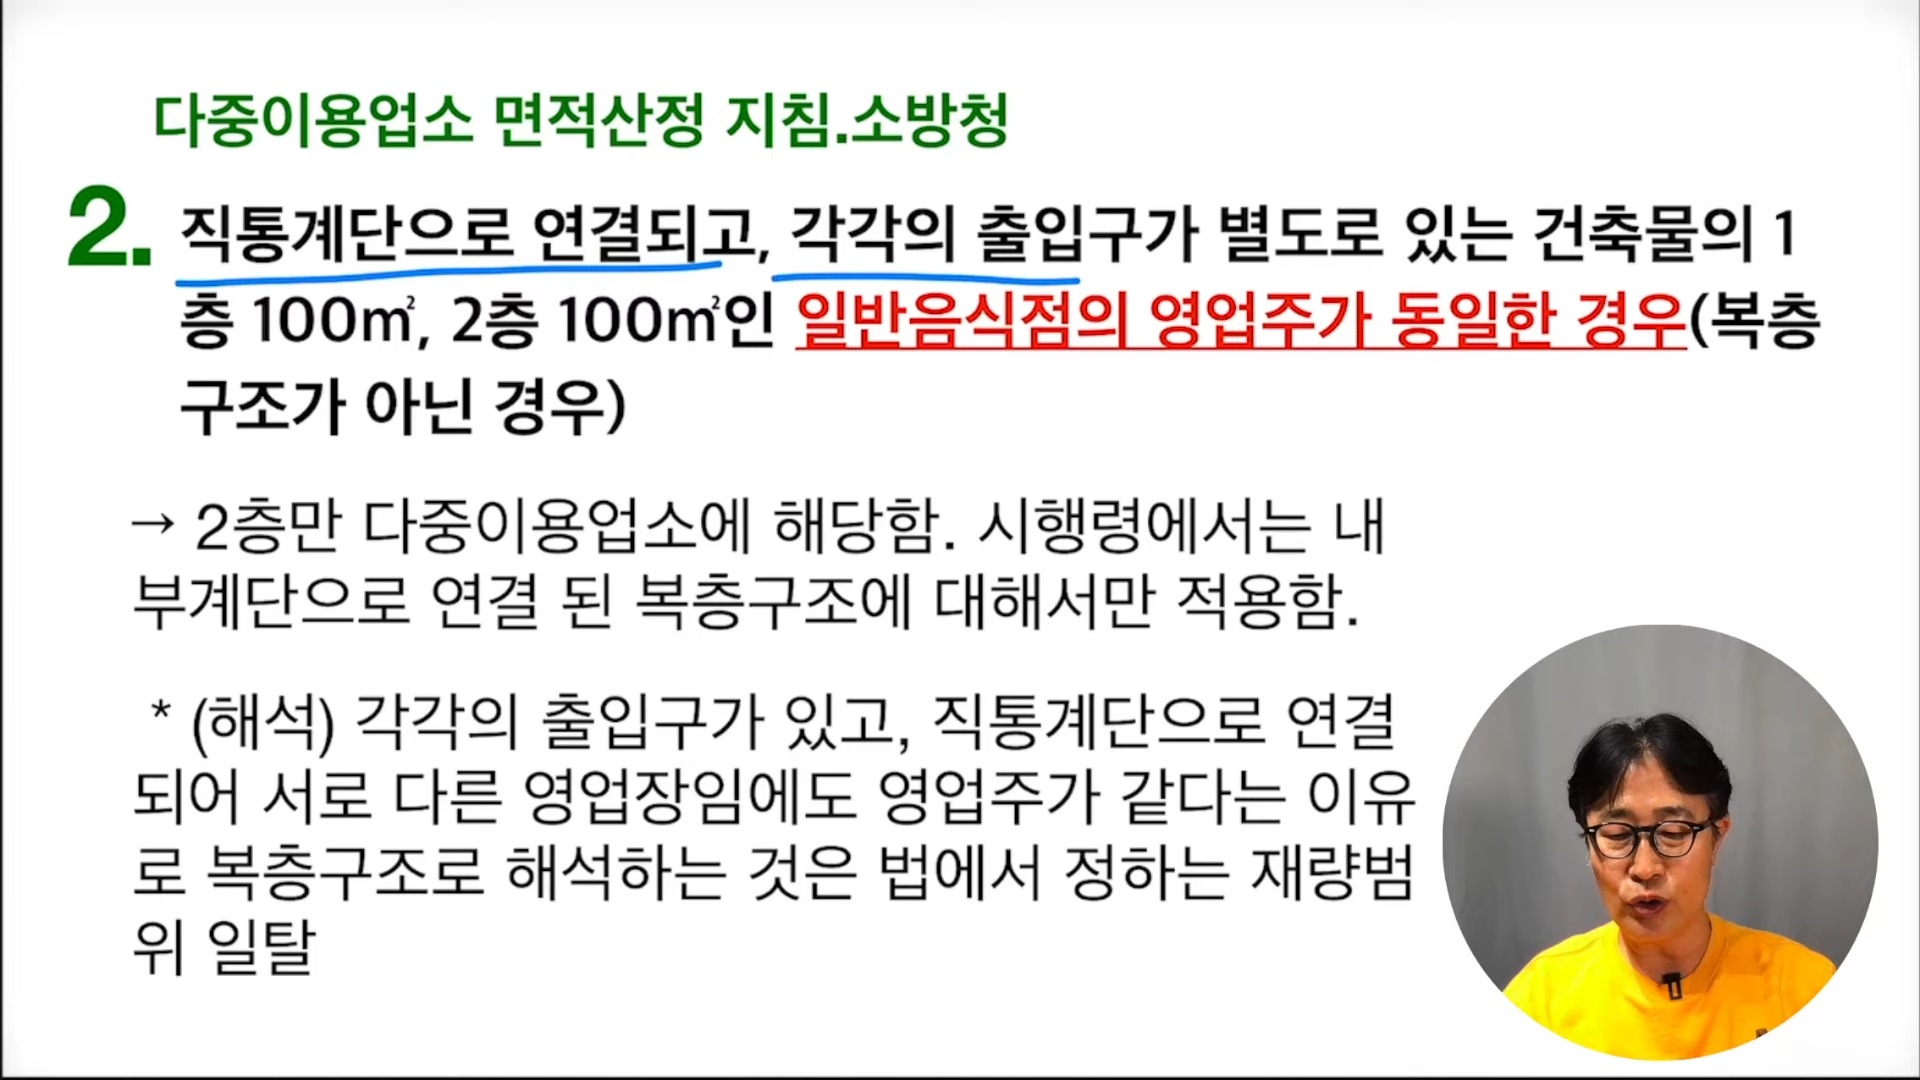 다중이용업소 면적산정 지침.소방청
2. 직통계단으로 연결되고, 각각의 출입구가 별도로 있는 건축물의 1
층 100㎡, 2층 100㎡인 일반음식점의 영업주가 동일한 경우(복층
구조가 아닌 경우)
→ 2층만 다중이용업소에 해당함. 시행령에서는 내
부계단으로 연결 된 복층구조에 대해서만 적용함.
* (해석) 각각의 출입구가 있고, 직통계단으로 연결
되어 서로 다른 영업장임에도 영업주가 같다는 이유
로 복층구조로 해석하는 것은 법에서 정하는 재량범
위 일탈